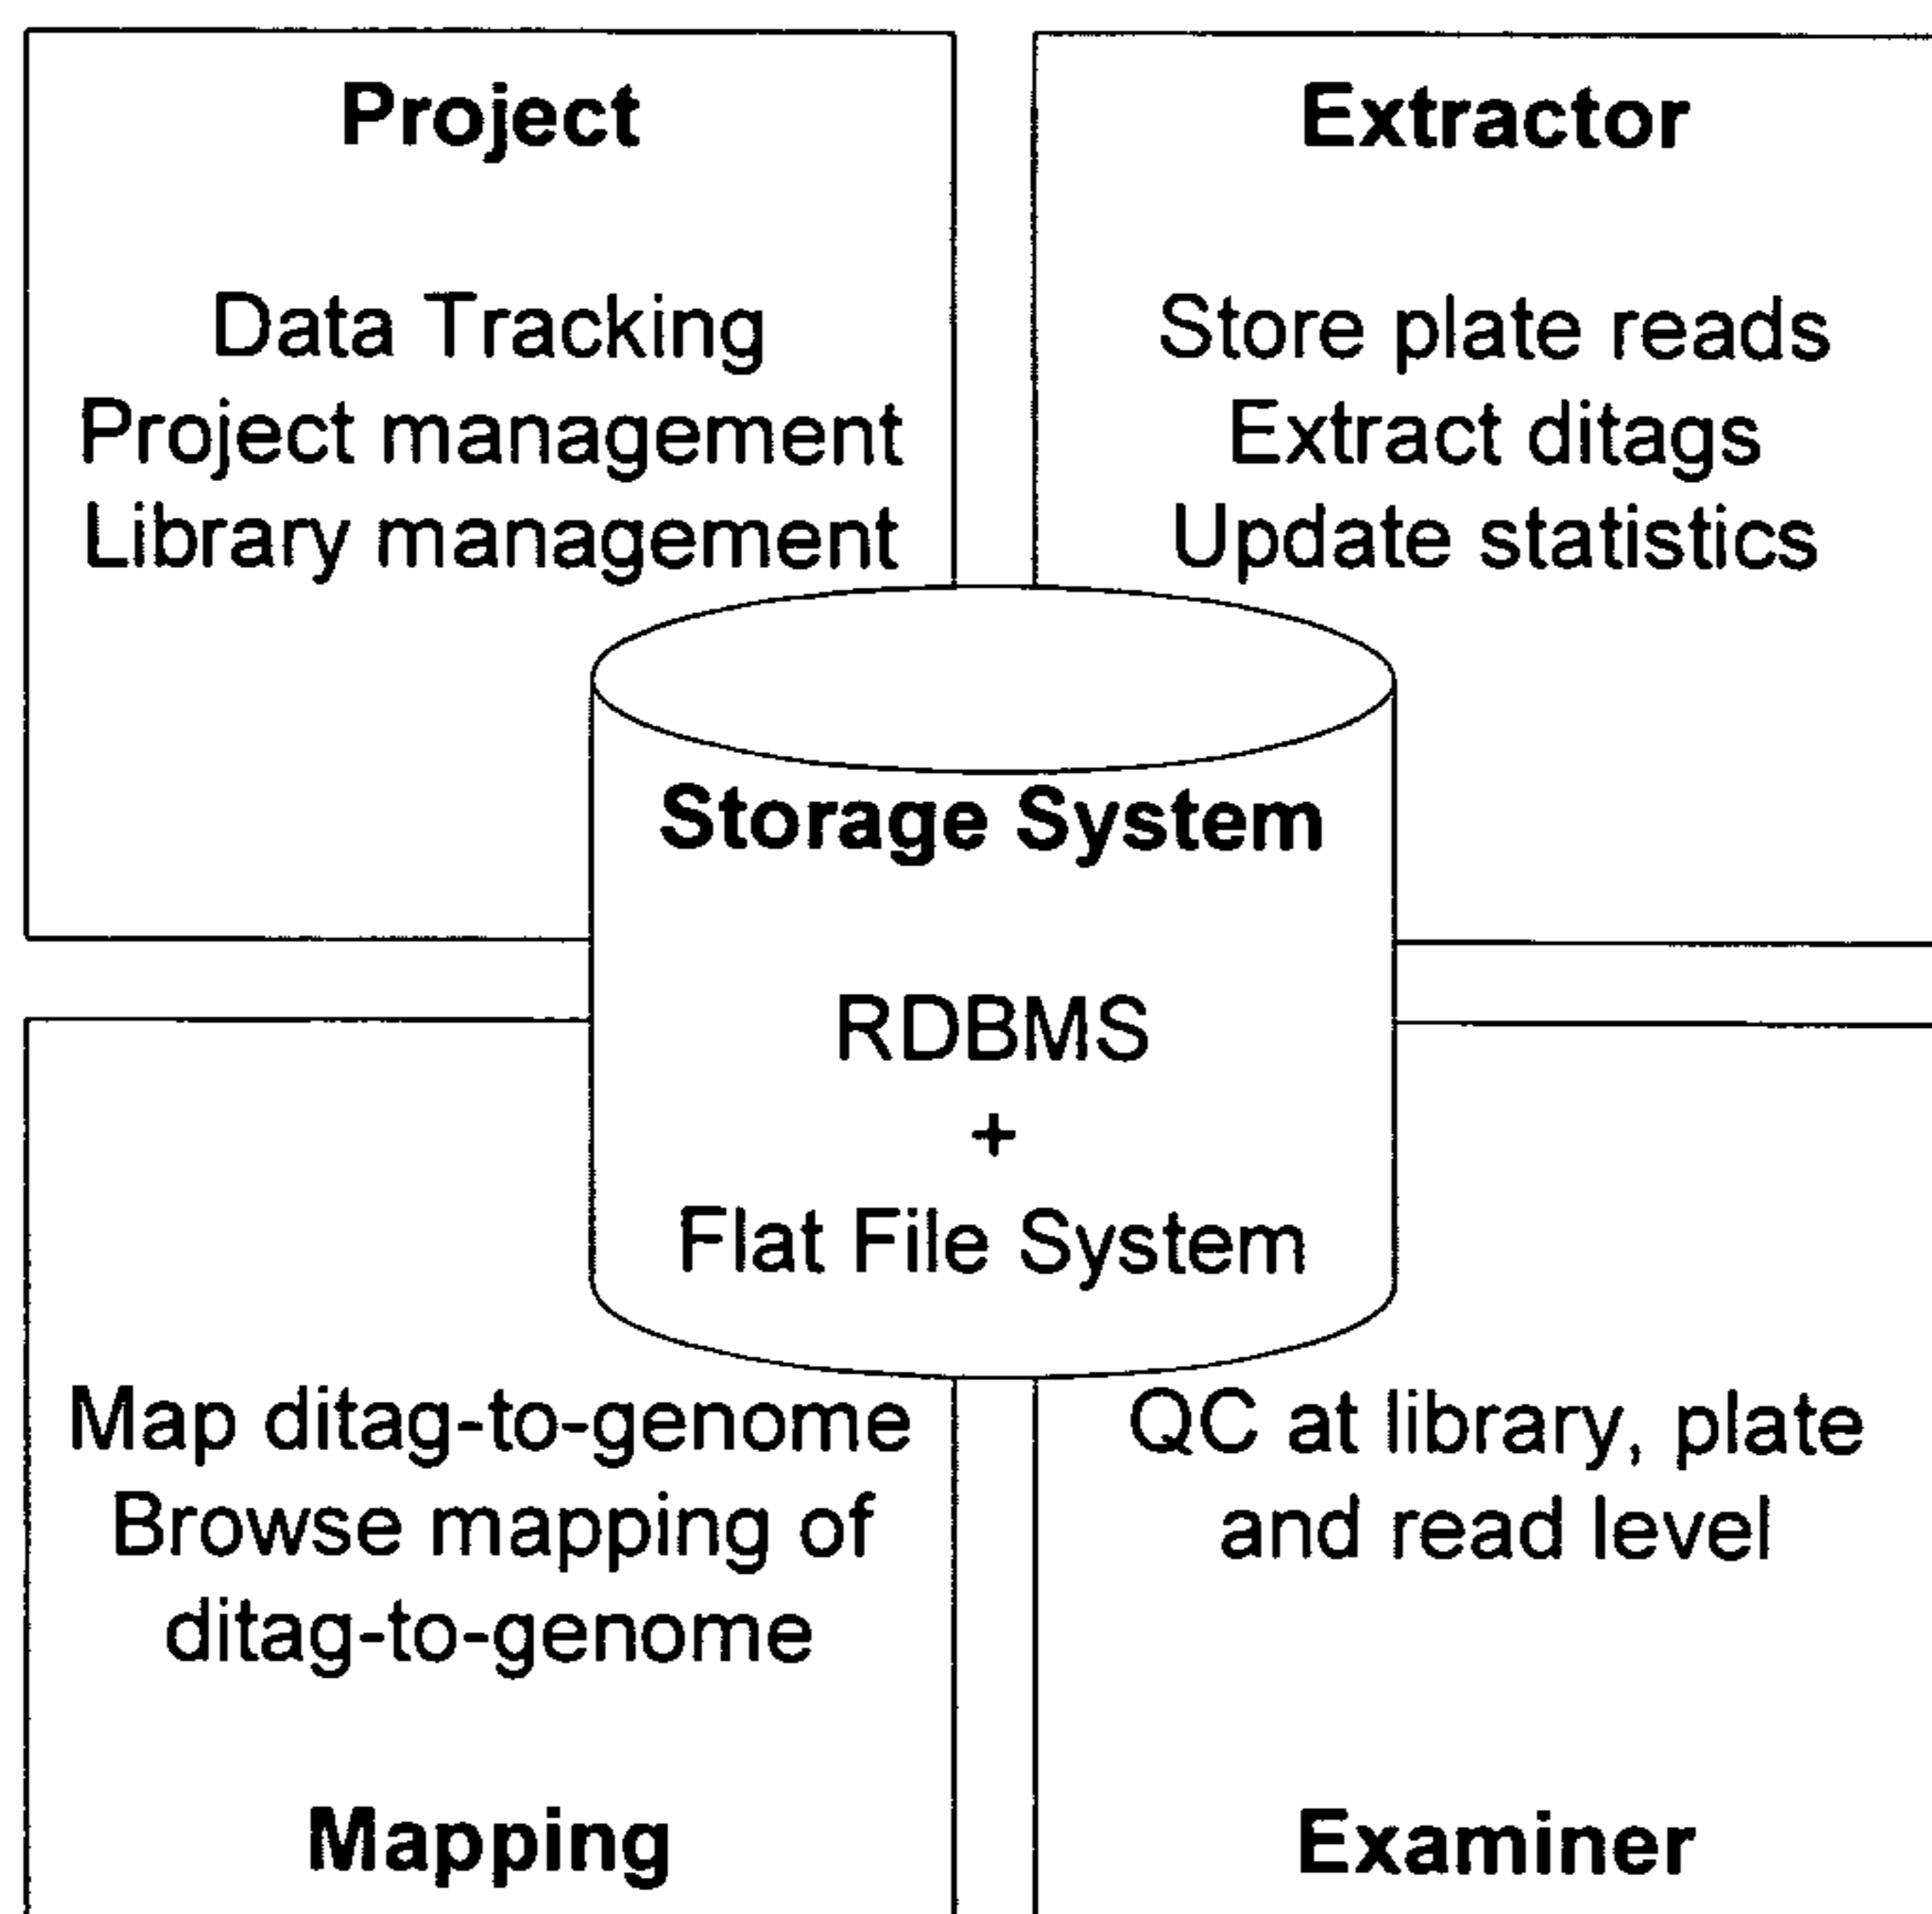 Project
Data Tracking
Project management
Library management
Extractor
Store plate reads
Extract ditags
Update statistics
Storage System
RDBMS
+
Flat File System
Map ditag-to-genome
Browse mapping of
ditag-to-genome
Mapping
QC at library, plate
and read level
Examiner